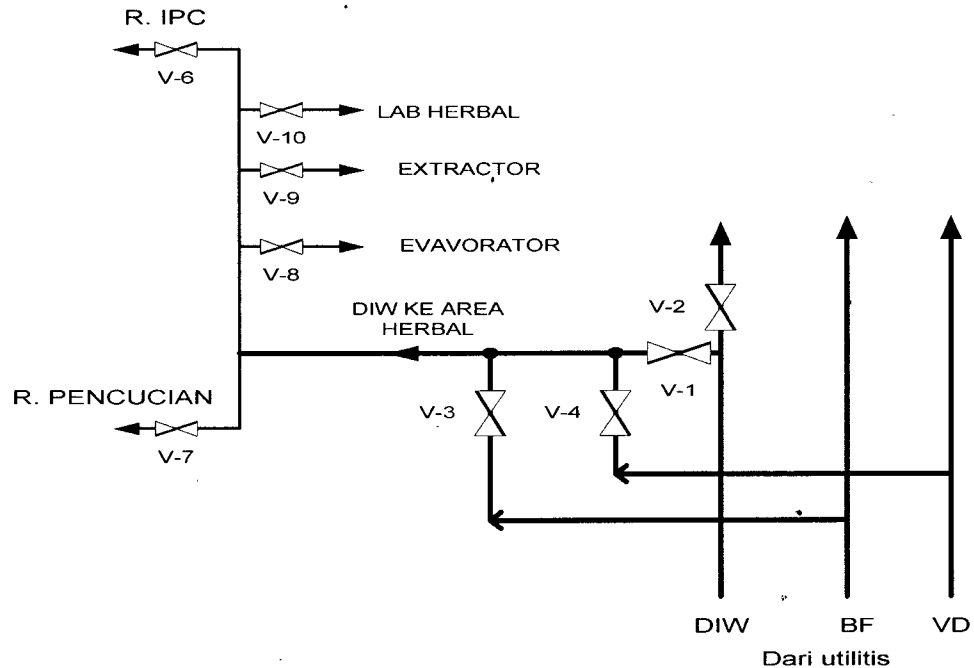 R. IPC
V-6
LAB HERBAL
V-10
EXTRACTOR
V-9
EVAVORATOR
V-8
DIW KE AREA
HERBAL
V-2
V-1
R. PENCUCIAN
V-3
V-4
V-7
DIW
BF
VD
Dari utilitis